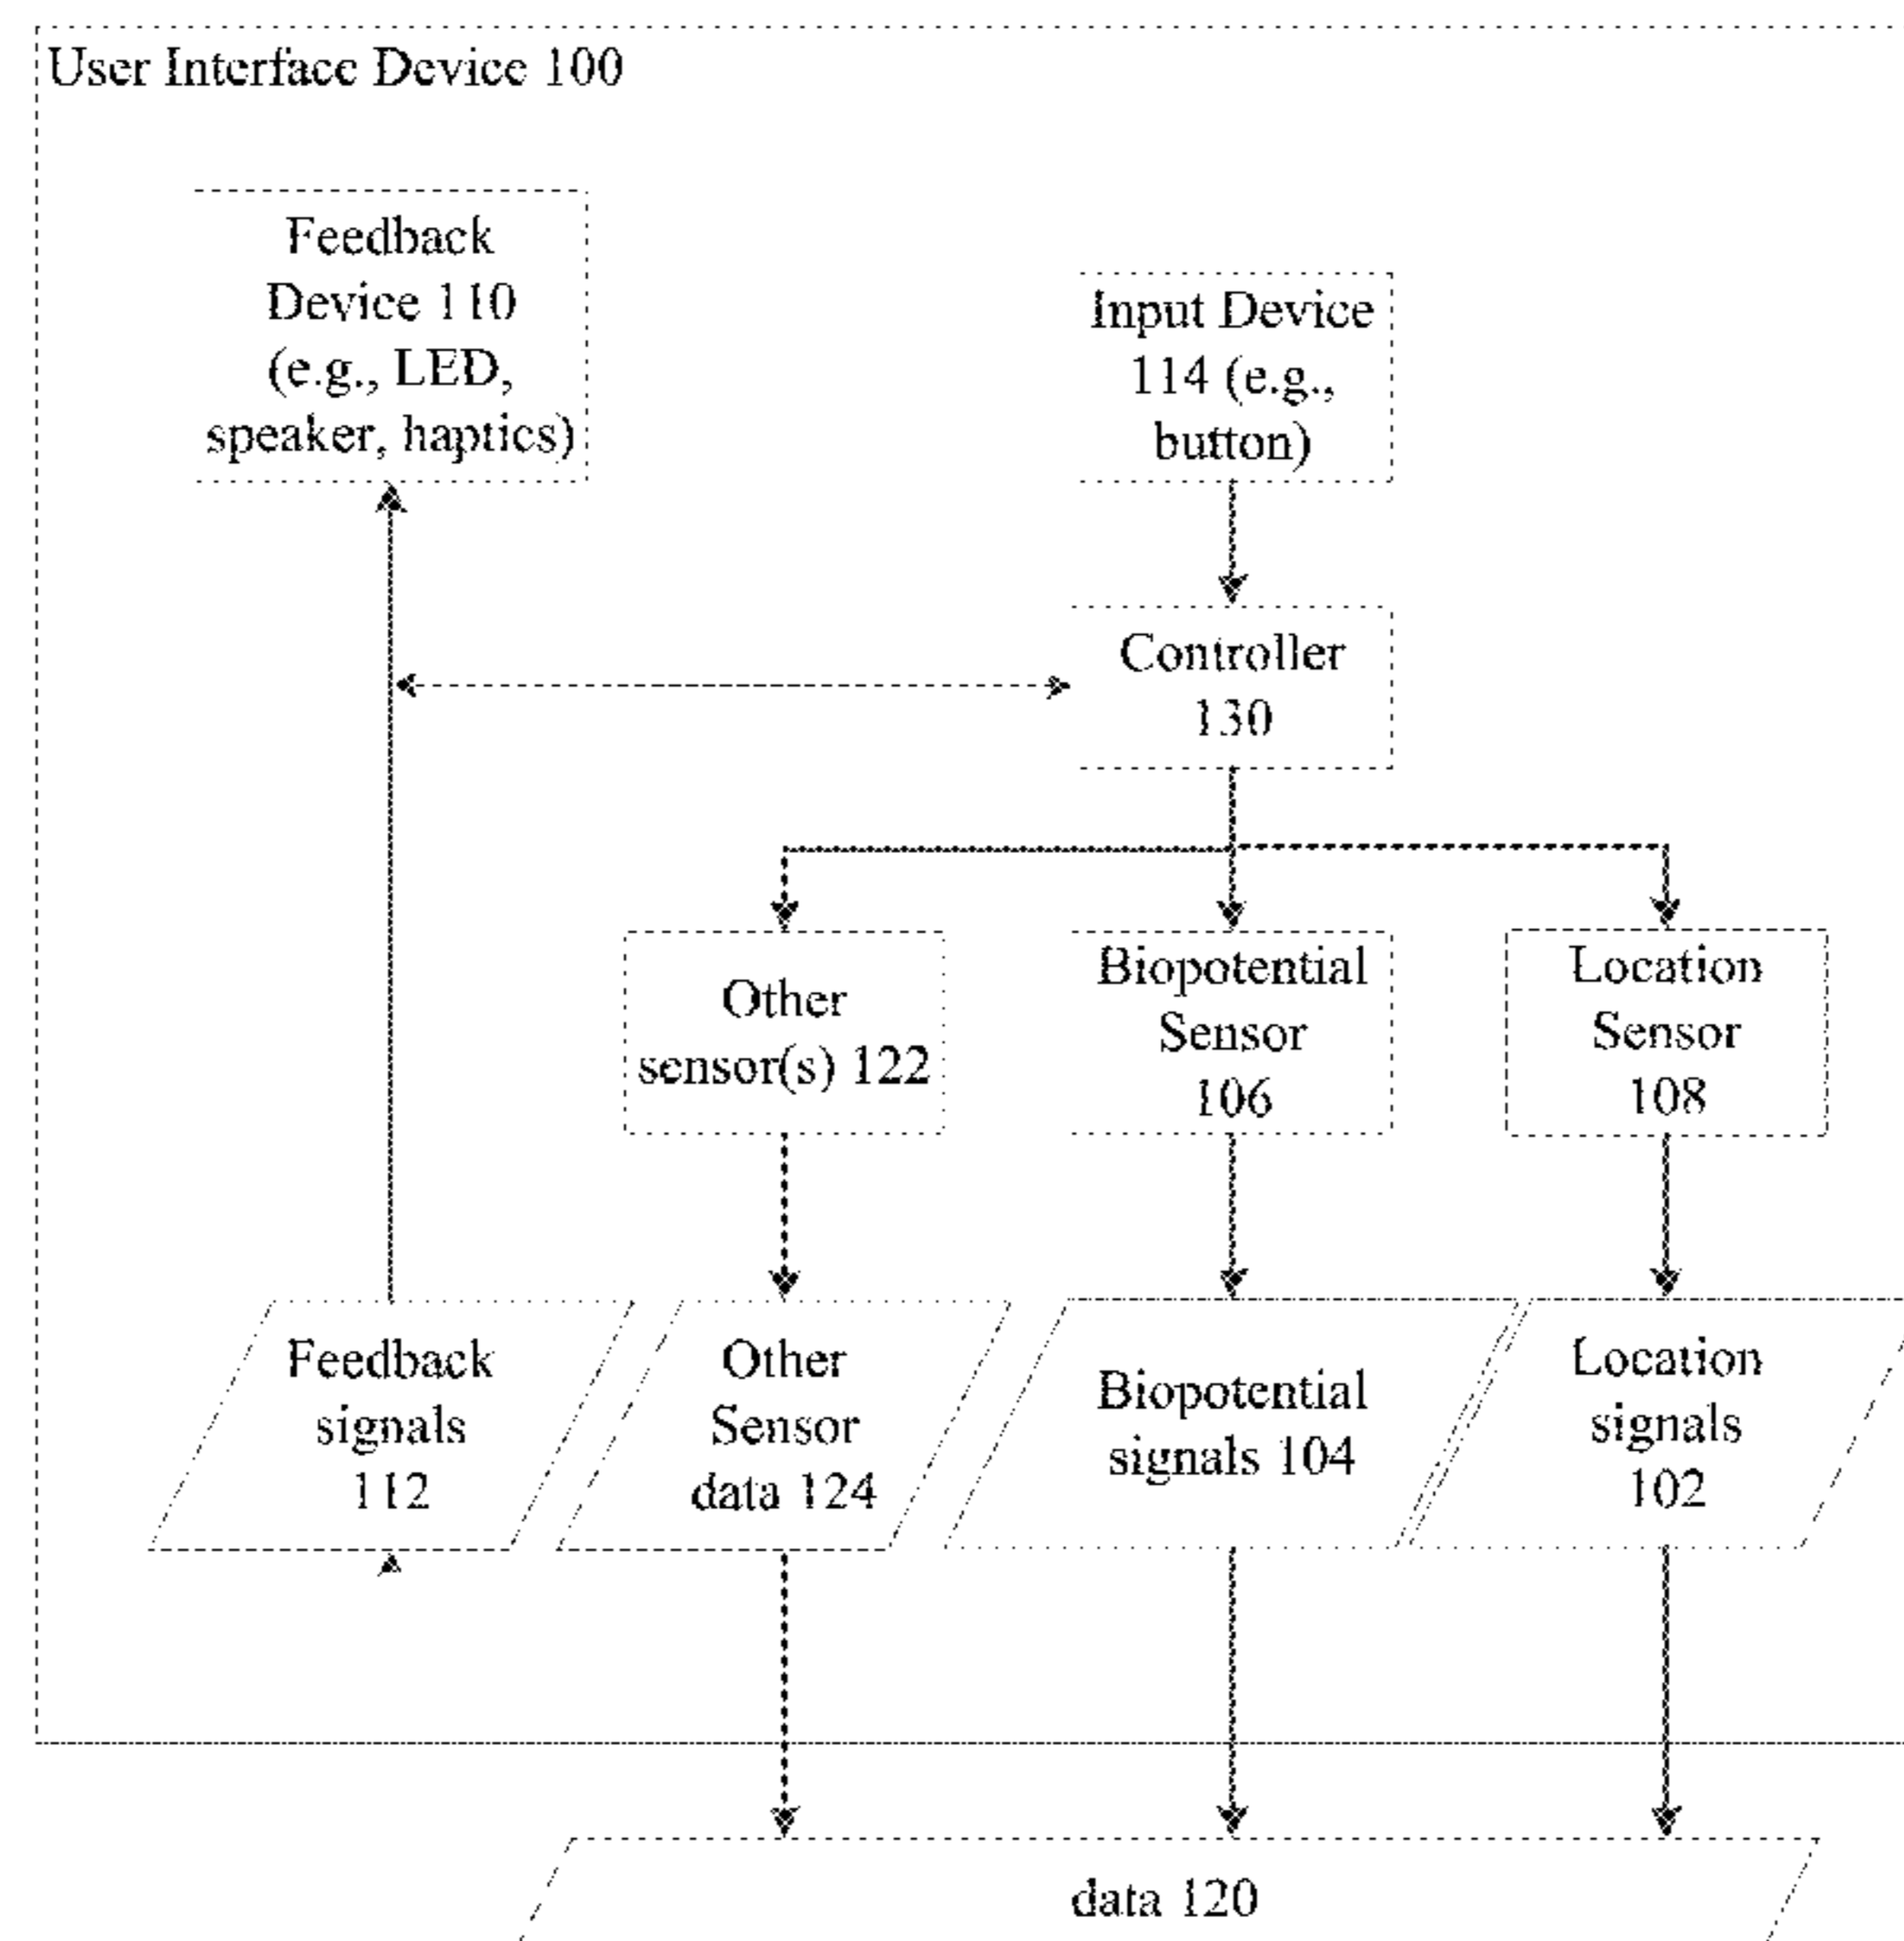 User Interface Device 100
Feedback
Device 110
(e.g., LED,
speaker, haptics)
Input Device
114 (e.g.,
button)
Controller
130
Other
sensor(s) 122
Biopotential
Sensor
106
Location
Sensor
108
Feedback
signals
112
Other
Sensor
data 124
Biopotential
signals 104
Location
signals
102
data 120